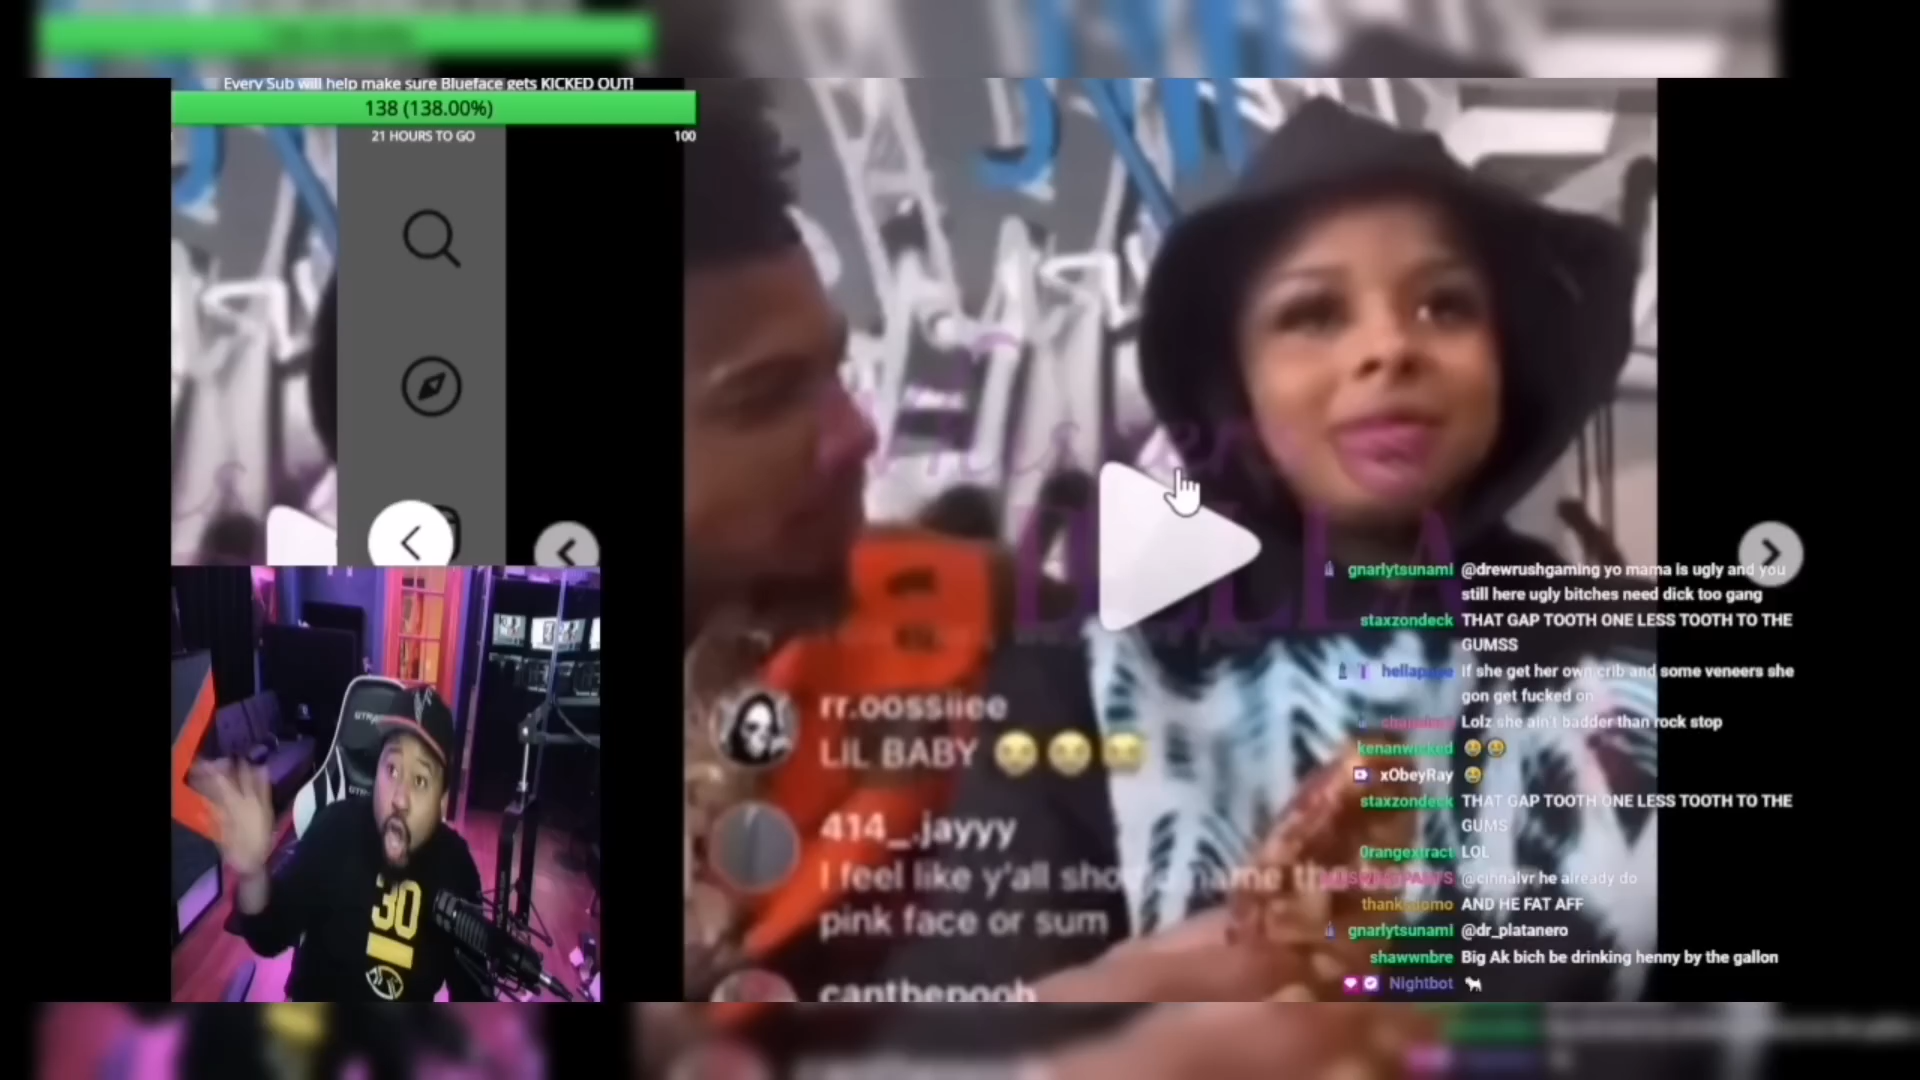 Every Sub will help make sure Blueface gets KICKED OUT!
138 (138.00%)
21 HOURS TO GO
100
rr.oossiiee
LIL BABY 😂😂😂
414_.jayyy
I feel like y'all
pink face or sum
cantbepooh
30
gnarlytsunami @drewrushgaming yo mama is ugly and you
still here ugly bitches need dick too gang
staxzondeck THAT GAP TOOTH ONE LESS TOOTH TO THE
GUMSS
if she get her own crib and some veneers she
gon get fucked on
Lolz she ain't badder than rock stop
kenanwicked 😂😂
xObeyRay 😂
staxzondeck THAT GAP TOOTH ONE LESS TOOTH TO THE
GUMS
0rangextract LOL
@cinnalvr he already do
AND HE FAT AFF
gnarlytsunami @dr_platanero
shawwnbre Big Ak bich be drinking henny by the gallon
Nightbot